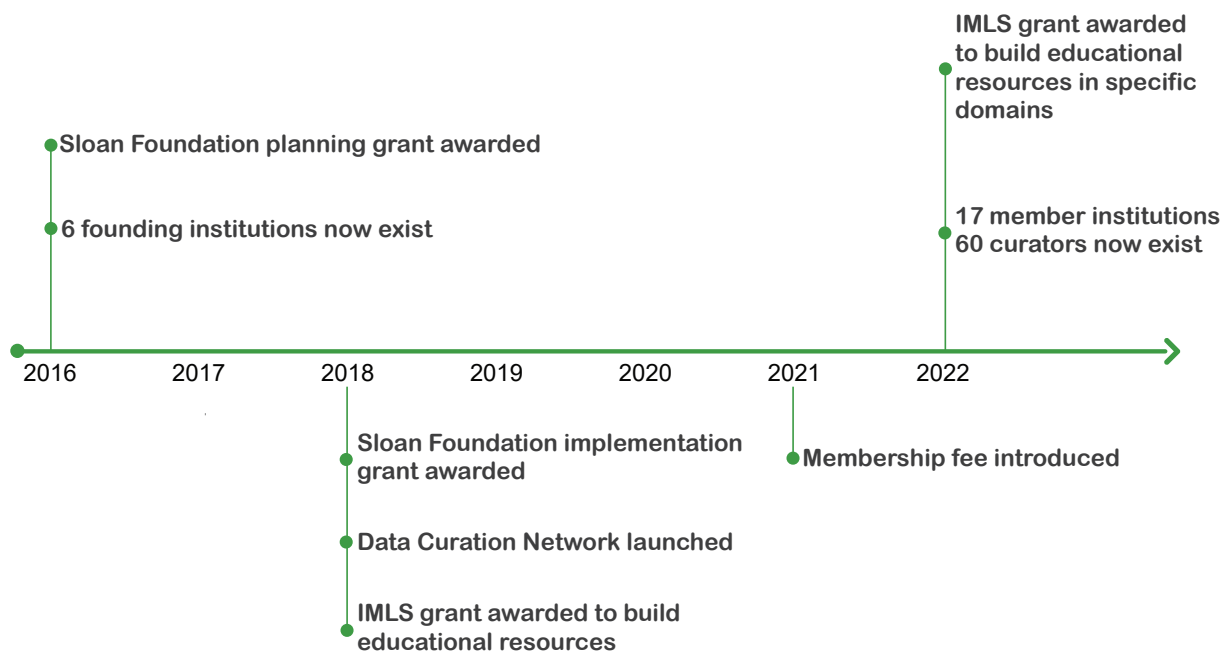 IMLS grant awarded
to build educational
resources in specific
domains
Sloan Foundation planning grant awarded
6 founding institutions now exist
17 member institutions
60 curators now exist
2016
2017
2018
2019
2020
2021
2022
Sloan Foundation implementation
grant awarded
Membership fee introduced
Data Curation Network launched
IMLS grant awarded to build
educational resources